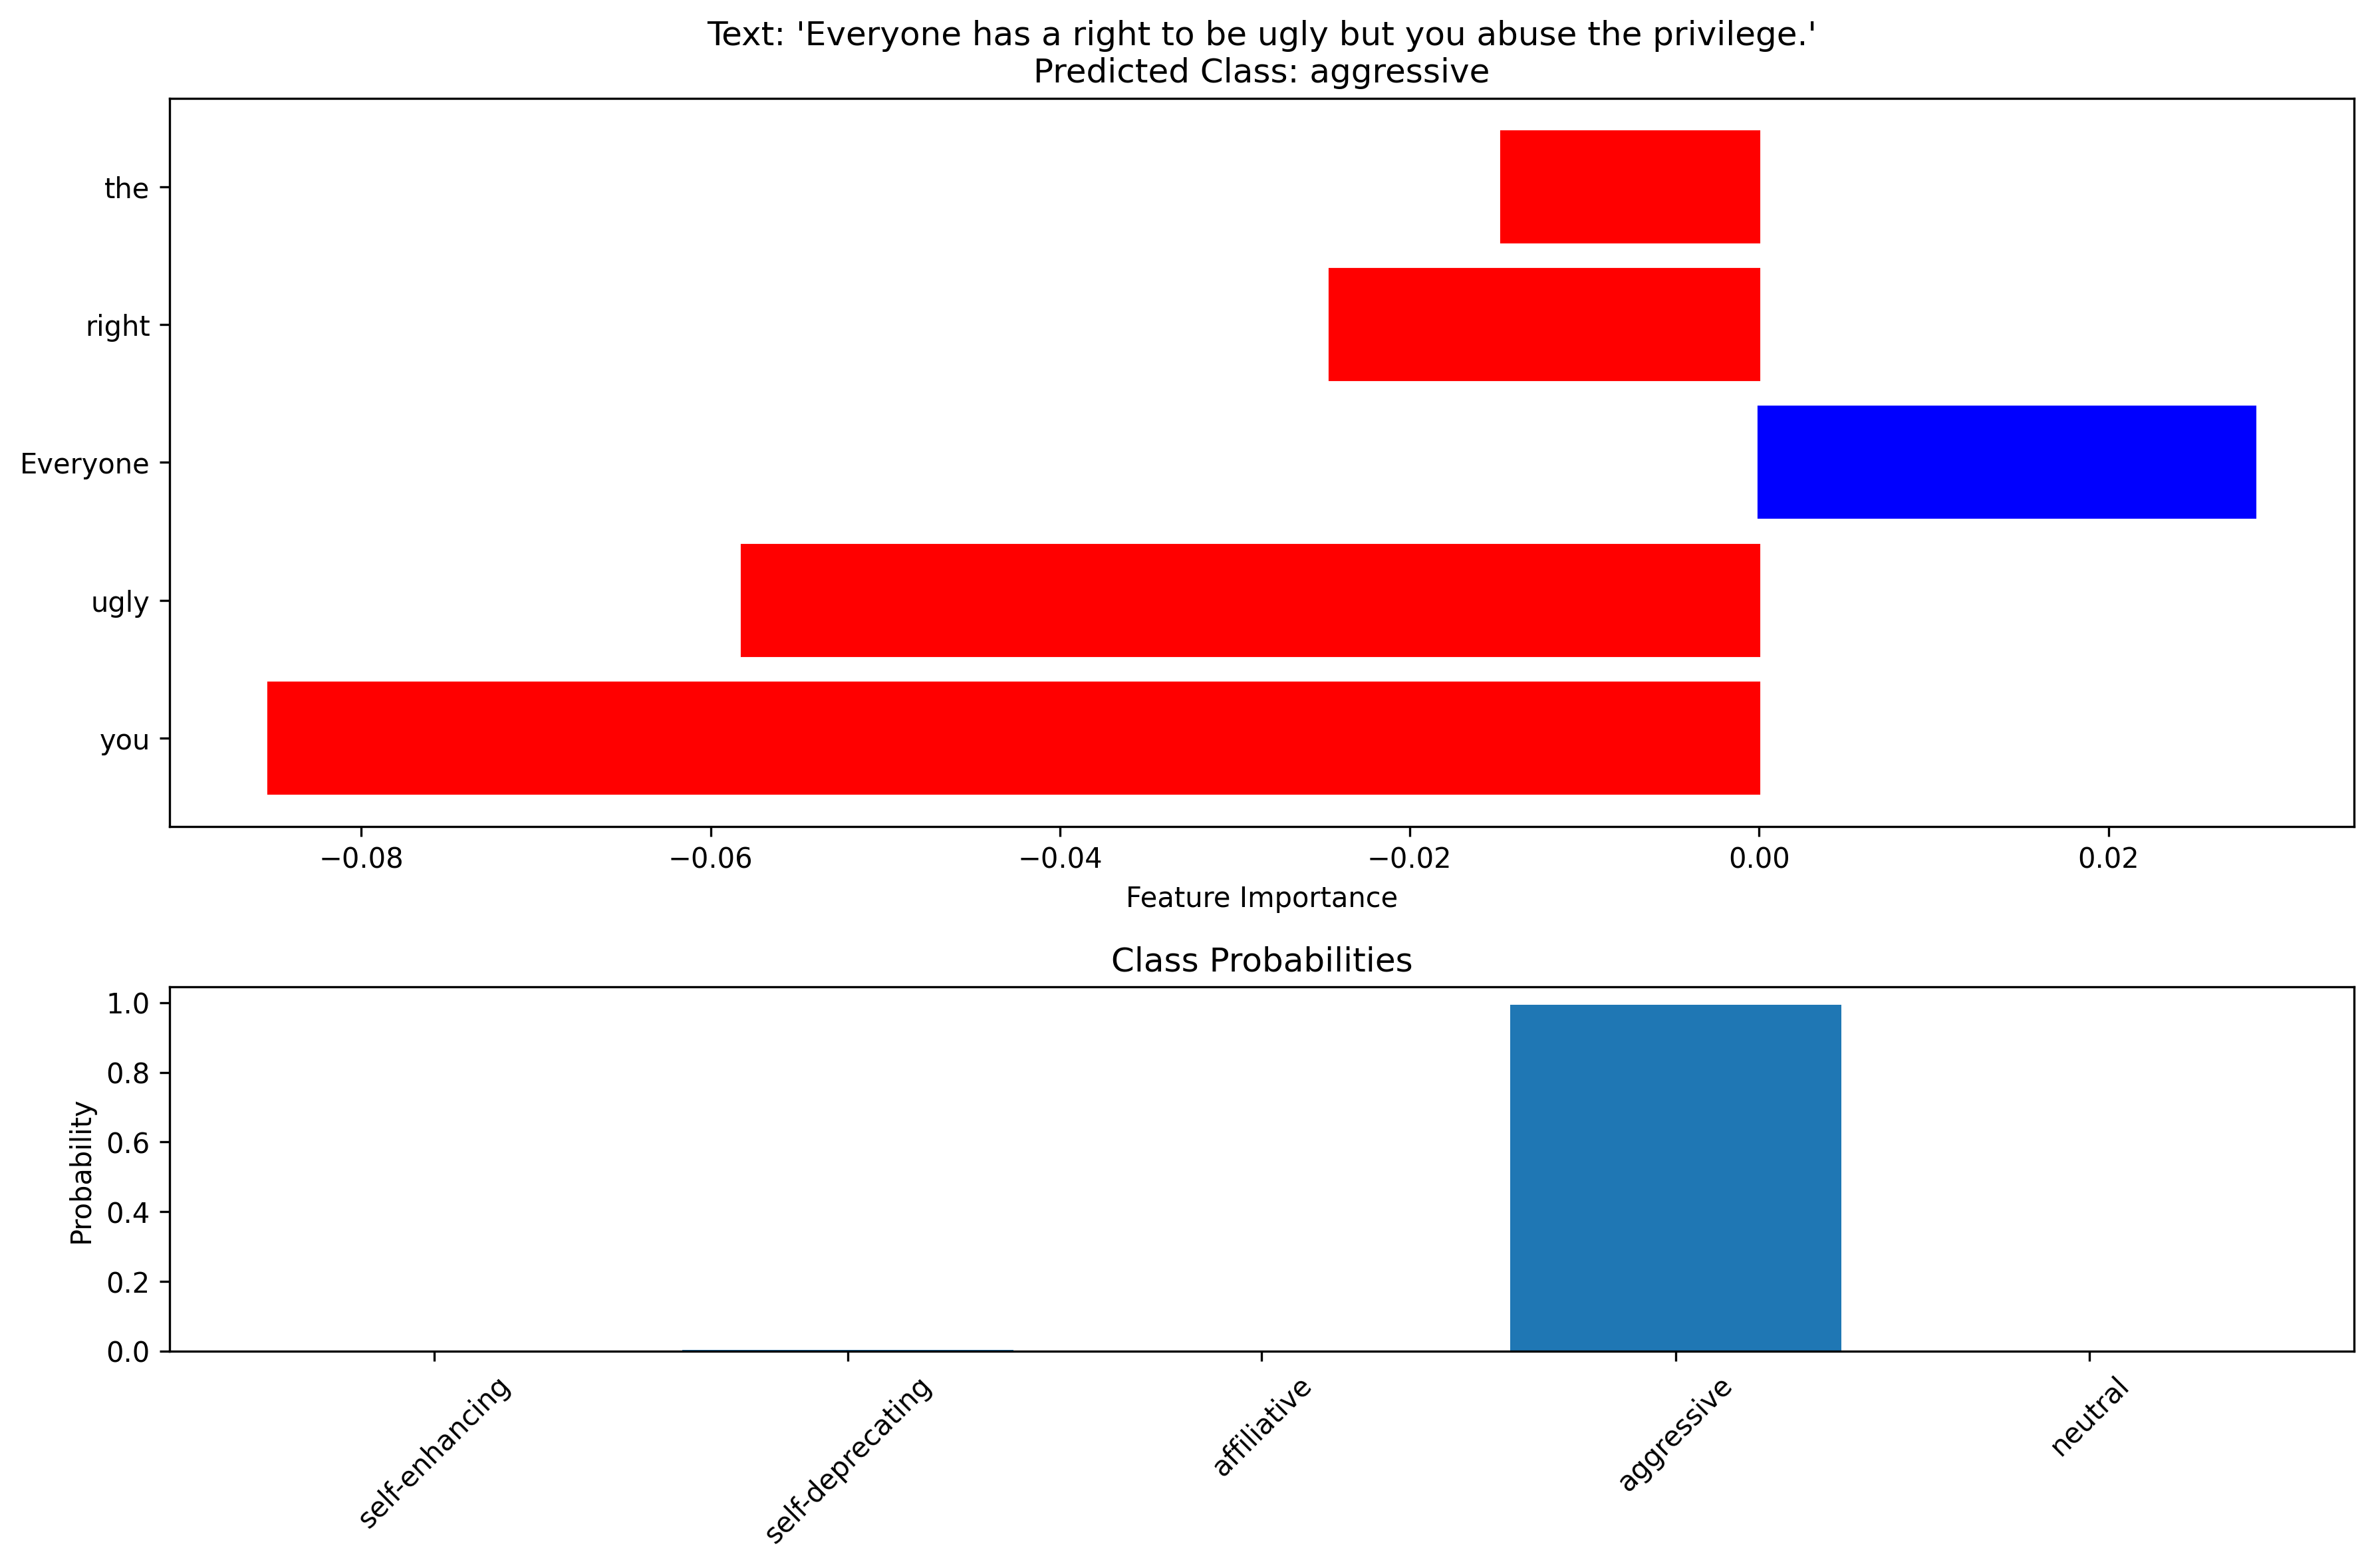 Text: 'Everyone has a right to be ugly but you abuse the privilege.'
Predicted Class: aggressive
the
right
Everyone
ugly
you
−0.08 −0.06 −0.04 −0.02 0.00 0.02
Feature Importance
Class Probabilities
1.0
0.8
0.6
0.4
0.2
0.0
Probability
self-enhancing self-deprecating affiliative aggressive neutral